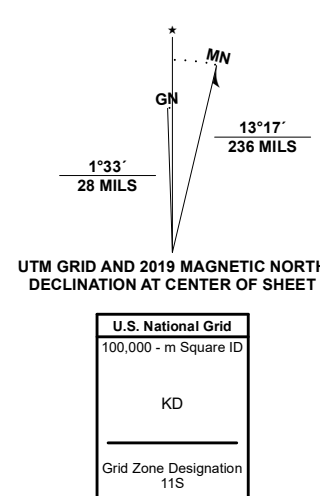 ★
MN
GN
13°17´
236 MILS
1°33´
28 MILS
UTM GRID AND 2019 MAGNETIC NORTH
DECLINATION AT CENTER OF SHEET
U.S. National Grid
100,000 - m Square ID
KD
Grid Zone Designation
11S